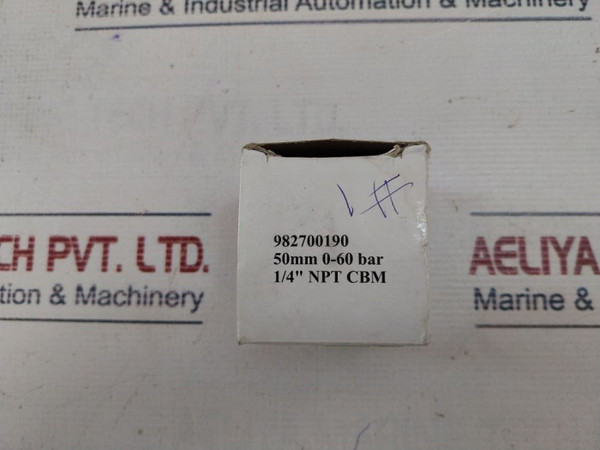 Marine & Industrial Automation & Machinery
CH PVT. LTD.
tion & Machinery
AELIYA
Marine &
982700190
50mm 0-60 bar
1/4" NPT CBM